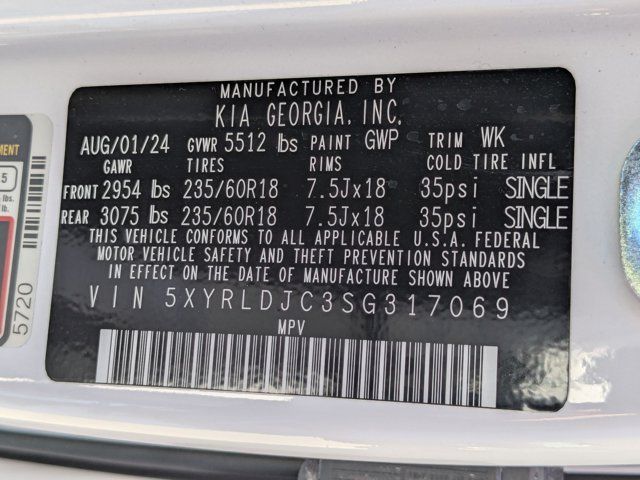 MANUFACTURED BY
KIA GEORGIA, INC.
AUG/01/24 GVWR 5512 lbs PAINT GWP TRIM WK
GAWR TIRES RIMS COLD TIRE INFL
FRONT 2954 lbs 235/60R18 7.5Jx18 35psi SINGLE
REAR 3075 lbs 235/60R18 7.5Jx18 35psi SINGLE
THIS VEHICLE CONFORMS TO ALL APPLICABLE U.S.A. FEDERAL
MOTOR VEHICLE SAFETY AND THEFT PREVENTION STANDARDS
IN EFFECT ON THE DATE OF MANUFACTURE SHOWN ABOVE
VIN 5XYRLDJC3SG317069
MPV
5
lbs.
lb.
5720